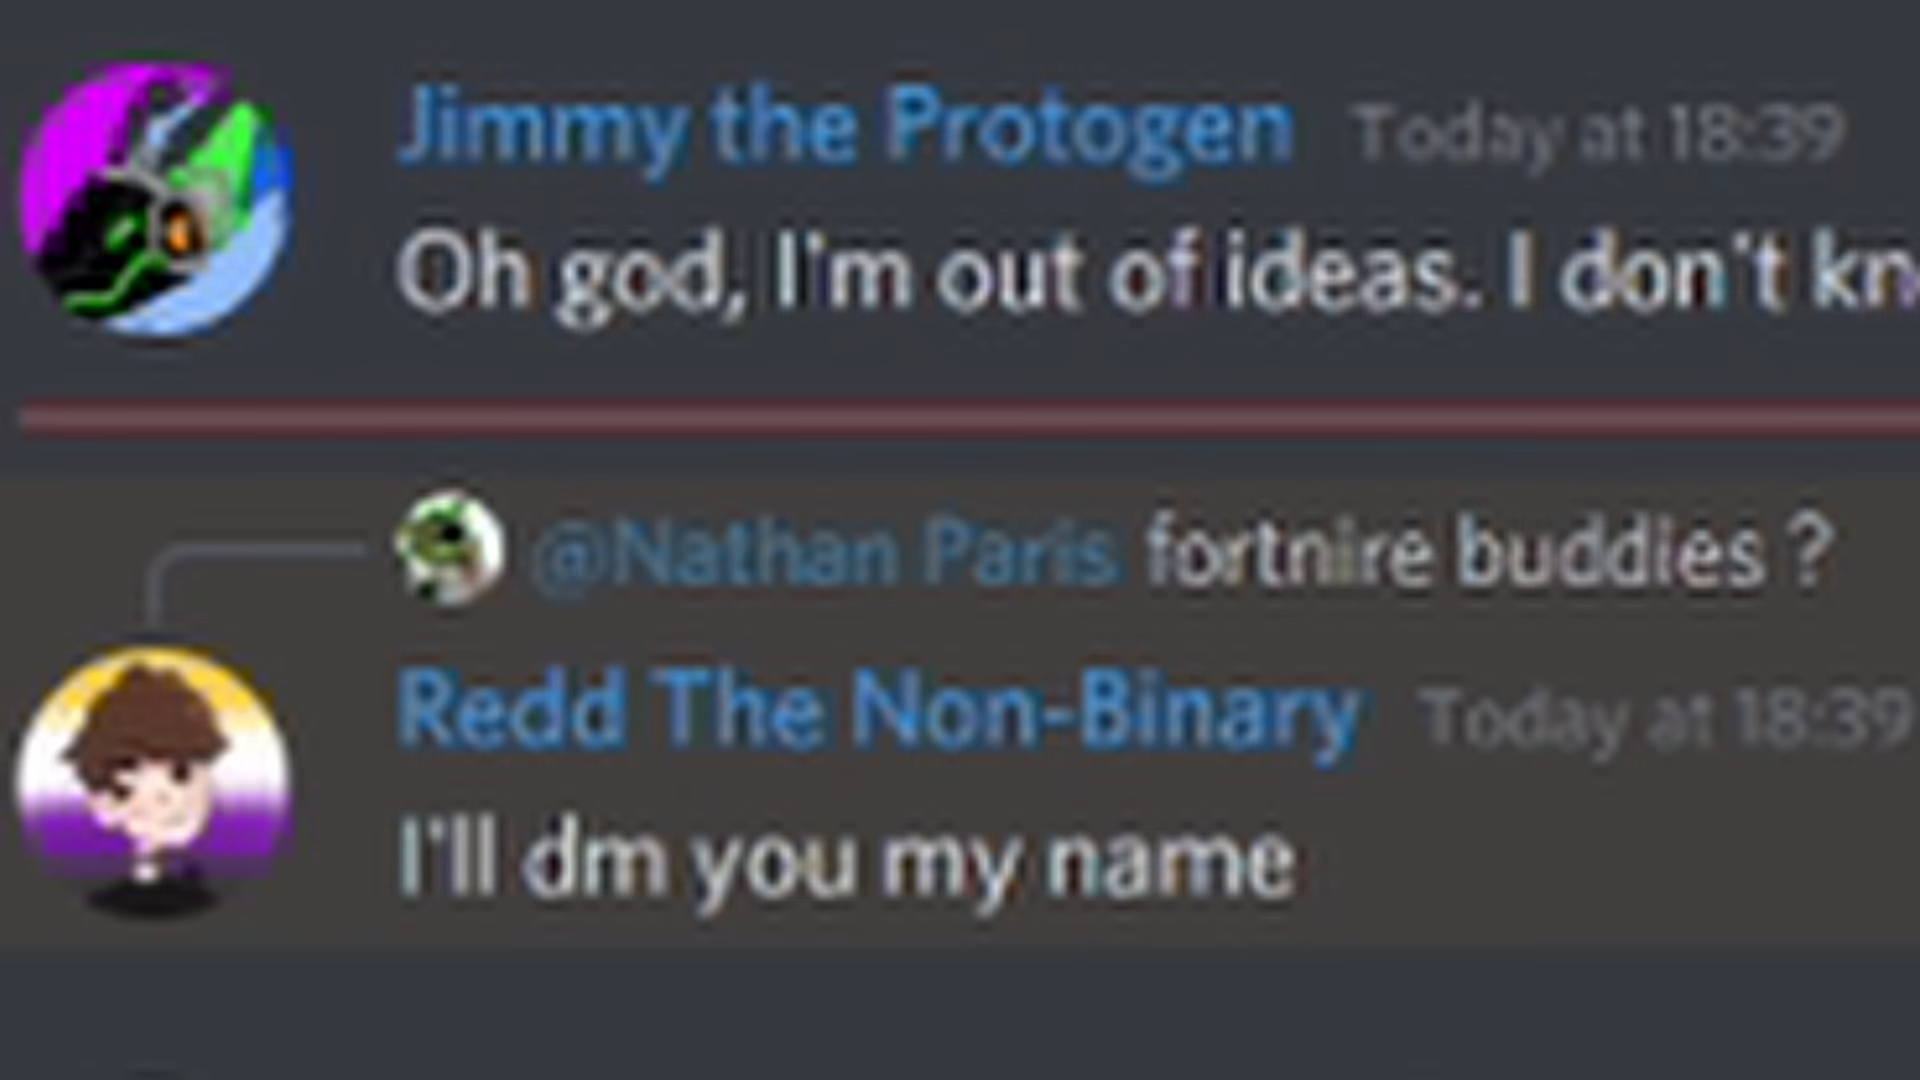 Jimmy the Protogen Today at 18:39
Oh god, I'm out of ideas. I don't kn
@Nathan Paris fortnire buddies ?
Redd The Non-Binary Today at 18:39
I'll dm you my name